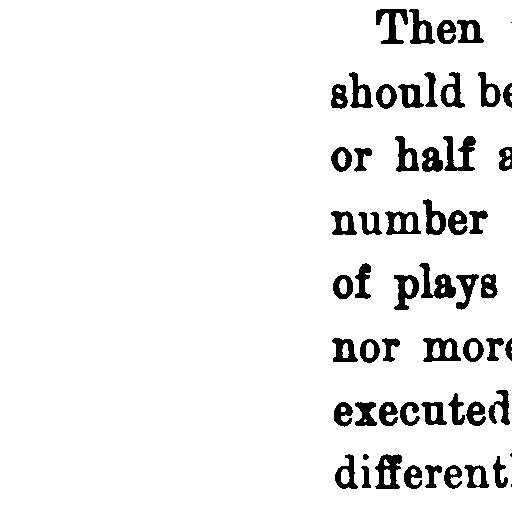 Then
should be
or half a
number
of plays
nor more
executed
different